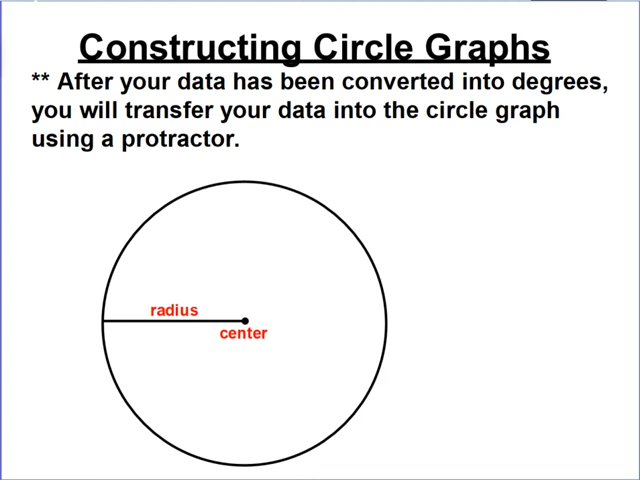 Constructing Circle Graphs
** After your data has been converted into degrees,
you will transfer your data into the circle graph
using a protractor.
radius
center